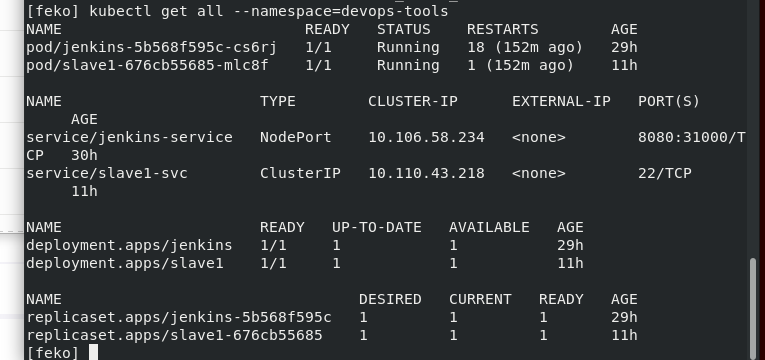 [feko] kubectl get all --namespace=devops-tools
NAME                           READY   STATUS    RESTARTS        AGE
pod/jenkins-5b568f595c-cs6rj   1/1     Running   18 (152m ago)   29h
pod/slave1-676cb55685-mlc8f    1/1     Running   1 (152m ago)    11h

NAME                      TYPE        CLUSTER-IP      EXTERNAL-IP   PORT(S)
     AGE
service/jenkins-service   NodePort    10.106.58.234   <none>        8080:31000/T
CP   30h
service/slave1-svc        ClusterIP   10.110.43.218   <none>        22/TCP
     11h

NAME                      READY   UP-TO-DATE   AVAILABLE   AGE
deployment.apps/jenkins   1/1     1            1           29h
deployment.apps/slave1    1/1     1            1           11h

NAME                                 DESIRED   CURRENT   READY   AGE
replicaset.apps/jenkins-5b568f595c   1         1         1       29h
replicaset.apps/slave1-676cb55685    1         1         1       11h
[feko]